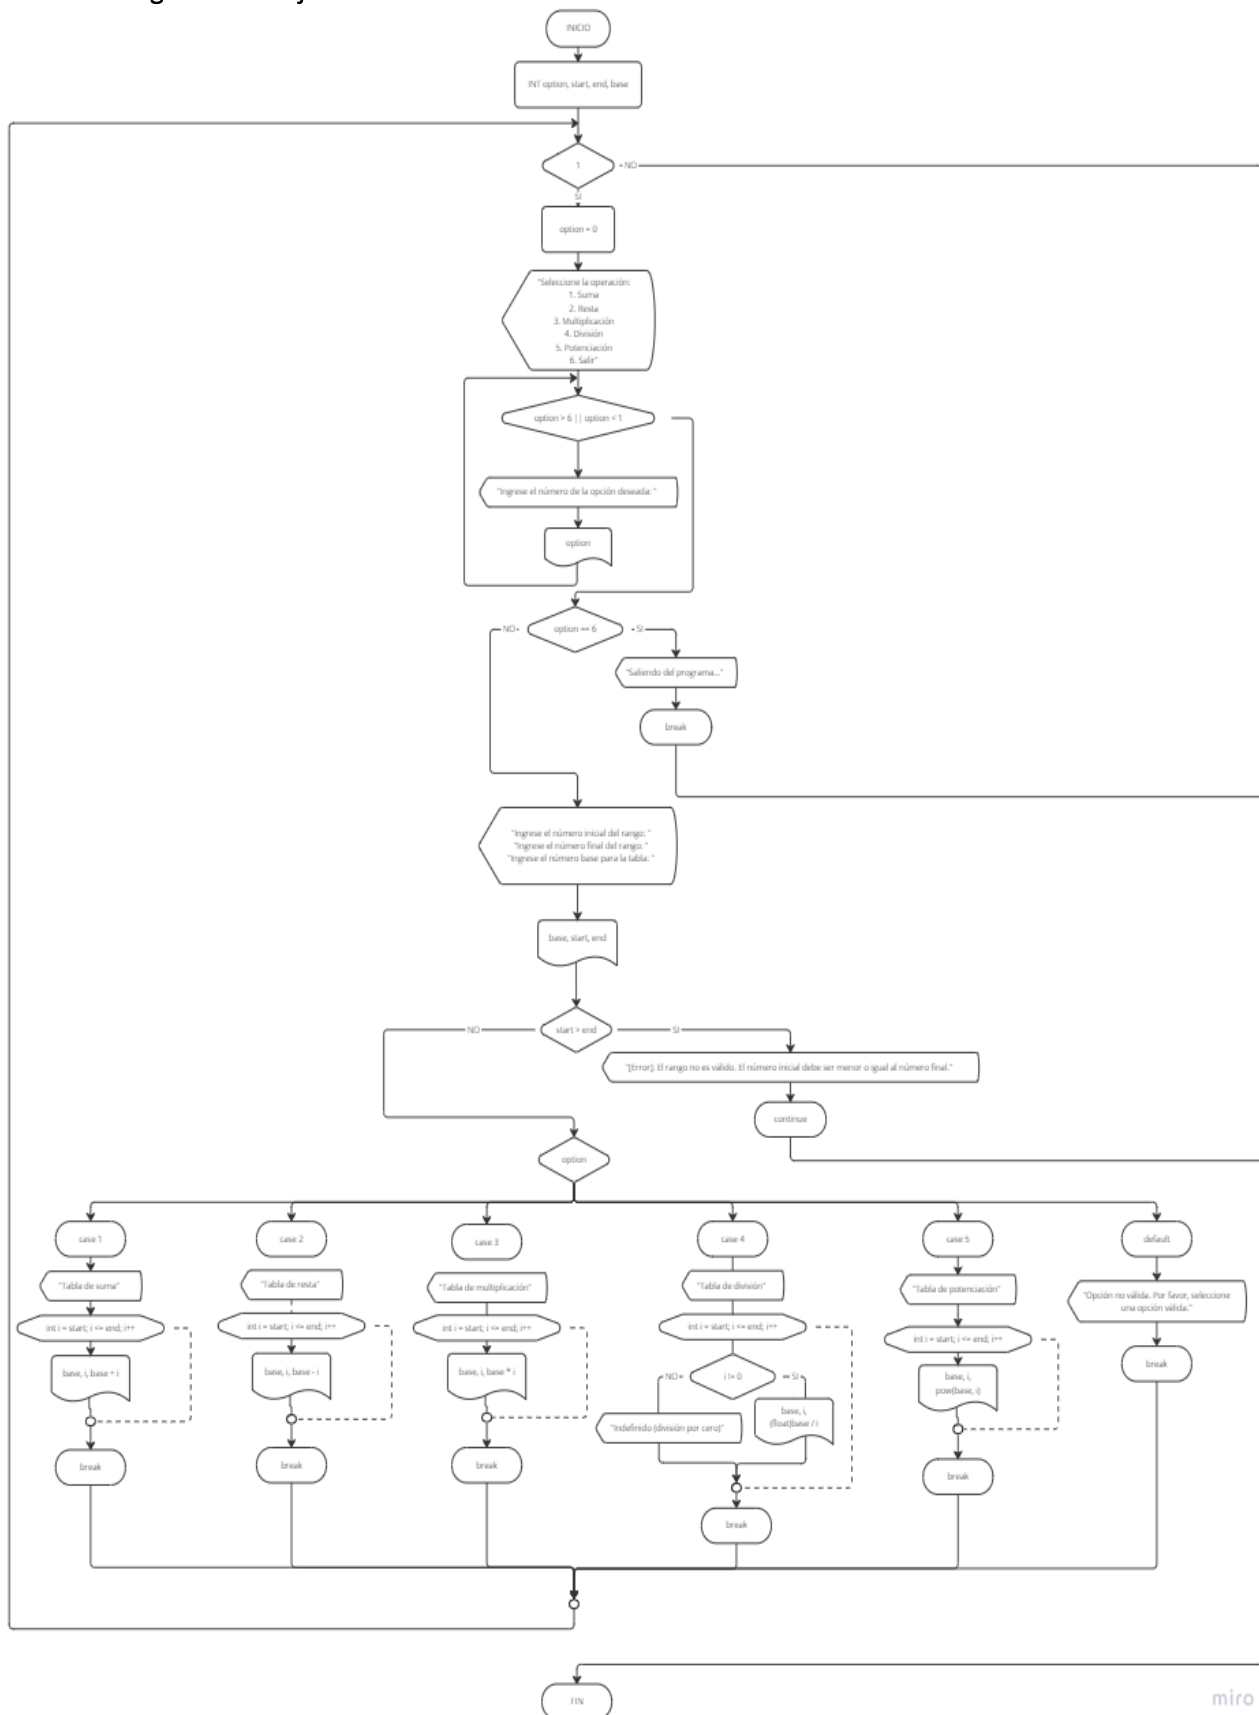 INICIO
INT option, start, end, base
1
NO
SI
option = 0
"Seleccione la operación:
1. Suma
2. Resta
3. Multiplicación
4. División
5. Potenciación
6. Salir"
option > 6 || option < 1
"Ingrese el número de la opción deseada: "
option
NO
option == 6
SI
"Saliendo del programa..."
break
"Ingrese el número inicial del rango: "
"Ingrese el número final del rango: "
"Ingrese el número base para la tabla: "
base, start, end
NO
start > end
SI
"[Error]: El rango no es válido. El número inicial debe ser menor o igual al número final."
continue
option
case 1
case 2
case 3
case 4
case 5
default
"Tabla de suma"
"Tabla de resta"
"Tabla de multiplicación"
"Tabla de división"
"Tabla de potenciación"
"Opción no válida. Por favor, seleccione
una opción válida."
int i = start; i <= end; i++
int i = start; i <= end; i++
int i = start; i <= end; i++
int i = start; i <= end; i++
int i = start; i <= end; i++
break
base, i, base + i
base, i, base - i
base, i, base * i
NO
i != 0
SI
base, i,
pow(base, i)
"Indefinido (división por cero)"
base, i,
(float)base / i
break
break
break
break
break
FIN
miro